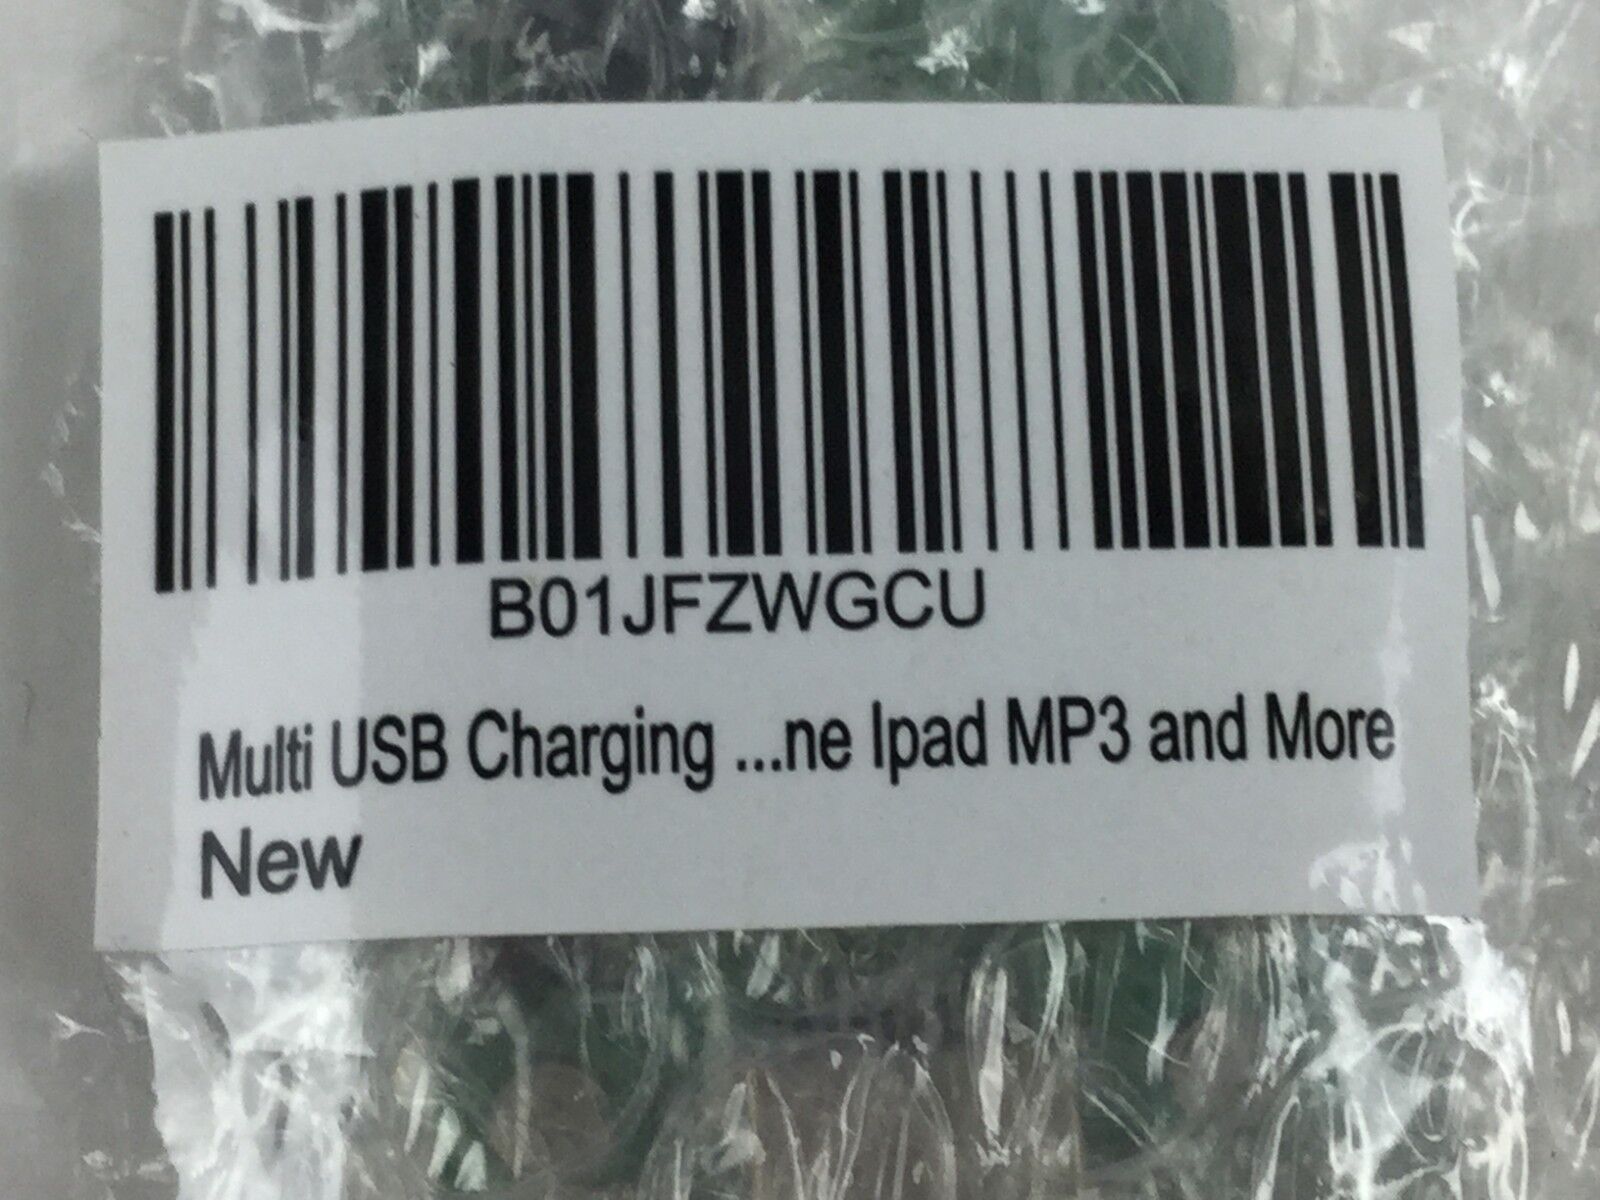 B01JFZWGCU
Multi USB Charging ...ne Ipad MP3 and More
New